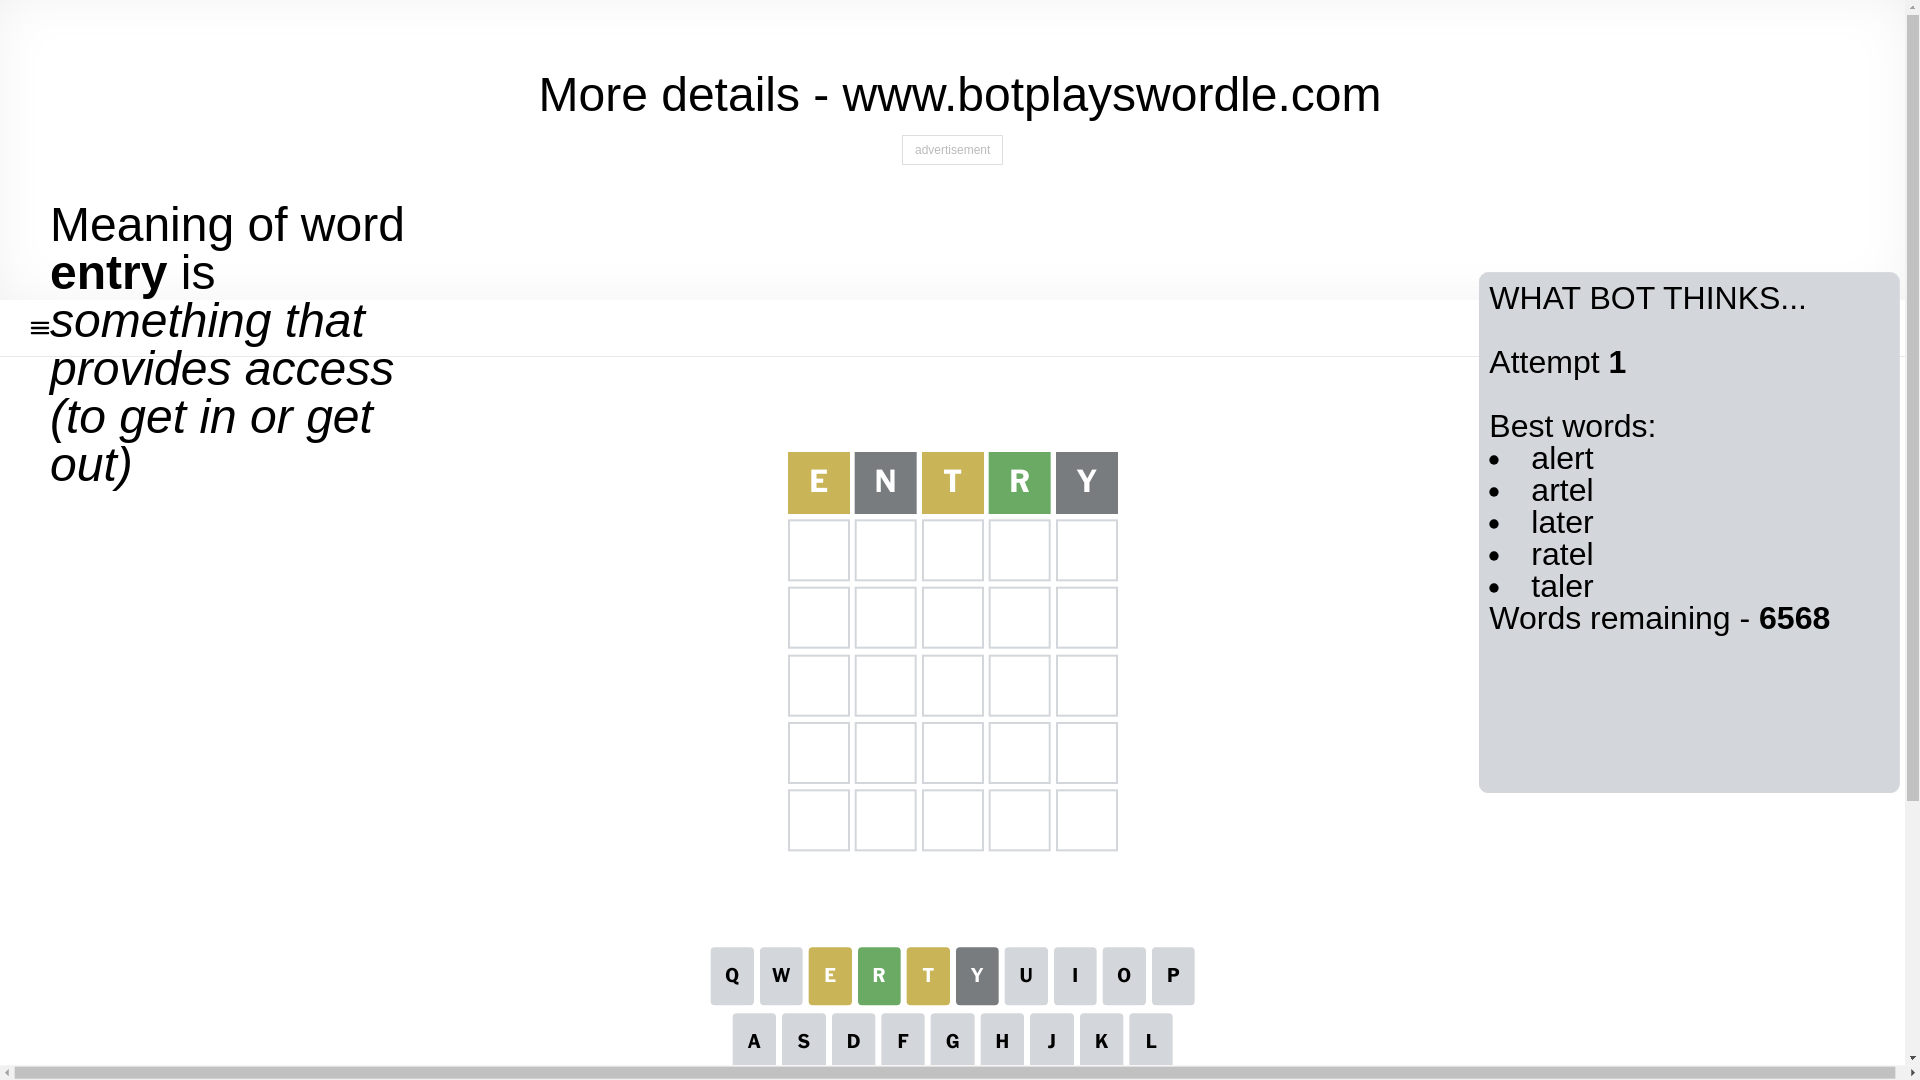 More details - www.botplayswordle.com
advertisement
Meaning of word
entry is
something that
provides access
(to get in or get
out)
WHAT BOT THINKS...
Attempt 1
Best words:
• alert
• artel
• later
• ratel
• taler
Words remaining - 6568
E N T R Y
Q W E R T Y U I O P
A S D F G H J K L